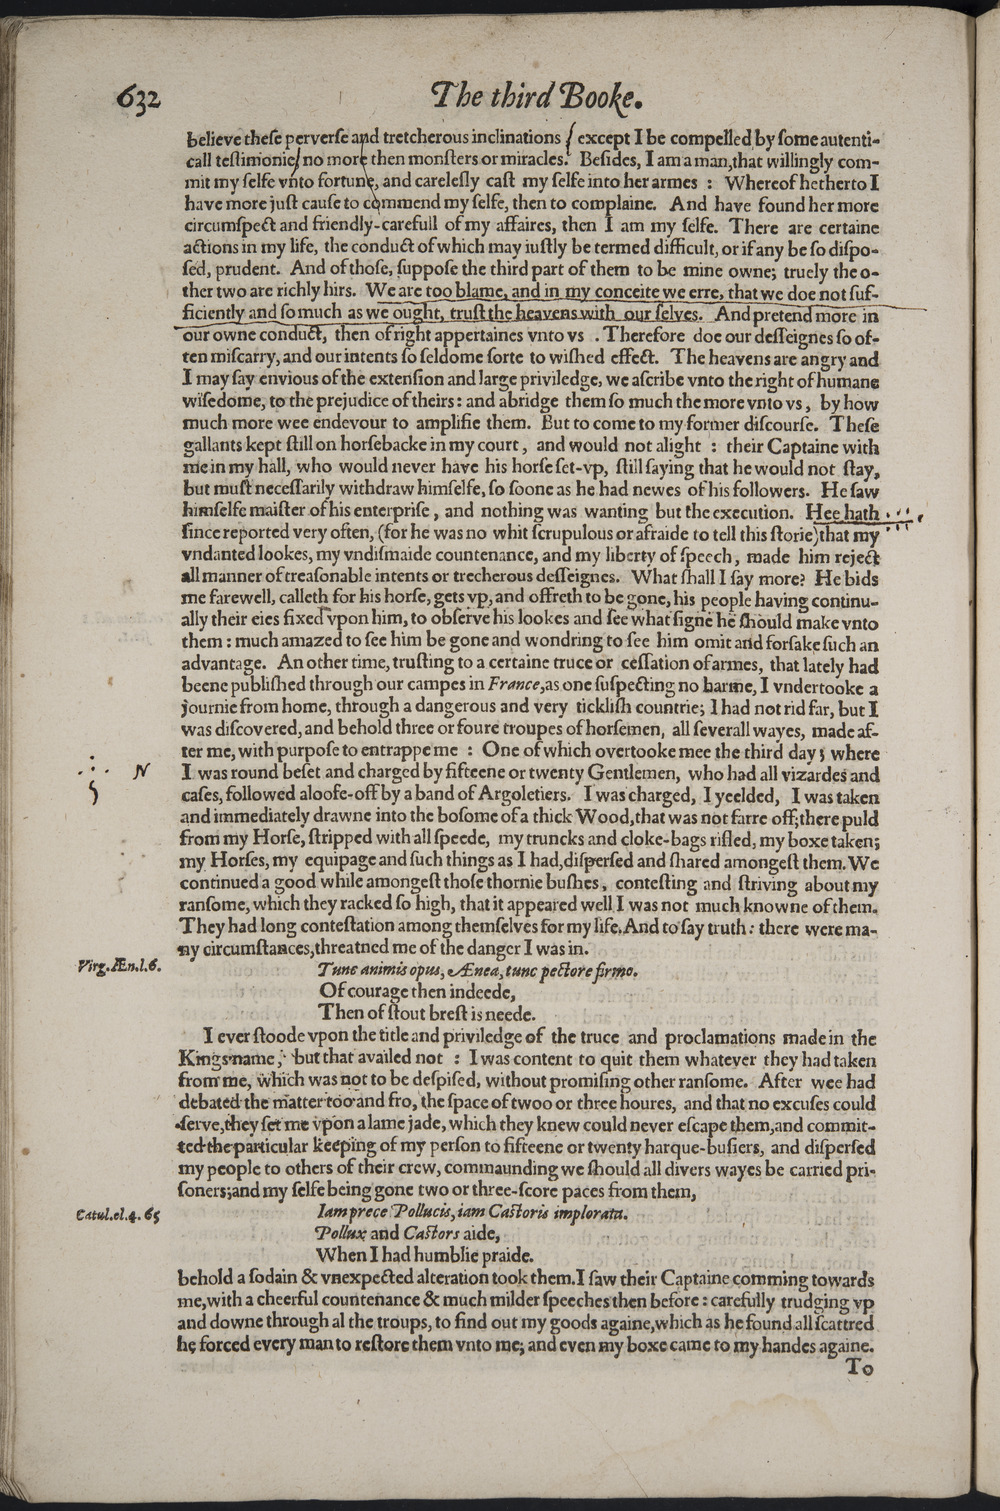 632
The third Booke.
believe theſe perverſe and tretcherous inclinations / except I be compelled by ſome autenti-
call teſtimonie/ no more then monſters or miracles. Beſides, I am a man, that willingly com-
mit my ſelfe vnto fortune, and careleſly caſt my ſelfe into her armes : Whereof hetherto I
have more juſt cauſe to commend my ſelfe, then to complaine. And have found her more
circumſpect and friendly-carefull of my affaires, then I am my ſelfe. There are certaine
actions in my life, the conduct of which may iuſtly be termed difficult, or if any be ſo diſpo-
ſed, prudent. And of thoſe, ſuppoſe the third part of them to be mine owne; truely the o-
ther two are richly hirs. We are too blame, and in my conceite we erre, that we doe not ſuf-
ficiently and ſo much as we ought, truſt the heavens with our ſelves. And pretend more in
our owne conduct, then of right appertaines vnto vs . Therefore doe our deſſeignes ſo of-
ten miſcarry, and our intents ſo ſeldome ſorte to wiſhed effect. The heavens are angry and
I may ſay envious of the extenſion and large priviledge, we aſcribe vnto the right of humane
wiſedome, to the prejudice of theirs: and abridge them ſo much the more vnto vs , by how
much more wee endevour to amplifie them. But to come to my former diſcourſe. Theſe
gallants kept ſtill on horſebacke in my court , and would not alight : their Captaine with
me in my hall, who would never have his horſe ſet-vp, ſtill ſaying that he would not ſtay,
but muſt neceſſarily withdraw himſelfe, ſo ſoone as he had newes of his followers. He ſaw
himſelfe maiſter of his enterpriſe , and nothing was wanting but the execution. Hee hath
ſince reported very often, (for he was no whit ſcrupulous or afraide to tell this ſtorie) that my
vndanted lookes, my vndiſmaide countenance, and my liberty of ſpeech, made him reject
all manner of treaſonable intents or trecherous deſſeignes. What ſhall I ſay more? He bids
me farewell, calleth for his horſe, gets vp, and offreth to be gone, his people having continu-
ally their eies fixed vpon him, to obſerve his lookes and ſee what ſigne he ſhould make vnto
them : much amazed to ſee him be gone and wondring to ſee him omit and forſake ſuch an
advantage. An other time, truſting to a certaine truce or ceſſation of armes, that lately had
beene publiſhed through our campes in France, as one ſuſpecting no harme, I vndertooke a
journie from home, through a dangerous and very tickliſh countrie; I had not rid far, but I
was diſcovered, and behold three or foure troupes of horſemen, all ſeverall wayes, made af-
ter me, with purpoſe to entrappe me : One of which overtooke mee the third day; where
N
I was round beſet and charged by fifteene or twenty Gentlemen, who had all vizardes and
caſes, followed aloofe-off by a band of Argoletiers. I was charged, I yeelded, I was taken
and immediately drawne into the boſome of a thick Wood, that was not farre off; there puld
from my Horſe, ſtripped with all ſpeede, my truncks and cloke-bags rifled, my boxe taken;
my Horſes, my equipage and ſuch things as I had, diſperſed and ſhared amongeſt them. We
continued a good while amongeſt thoſe thornie buſhes, conteſting and ſtriving about my
ranſome, which they racked ſo high, that it appeared well I was not much knowne of them.
They had long conteſtation among themſelves for my life. And to ſay truth : there were ma-
ny circumſtances, threatned me of the danger I was in.
Virg. Æn. l. 6.
Tunc animis opus, Ænea, tunc pectore firmo.
Of courage then indeede,
Then of ſtout breſt is neede.
I ever ſtoode vpon the title and priviledge of the truce and proclamations made in the
Kings name, but that availed not : I was content to quit them whatever they had taken
from me, which was not to be deſpiſed, without promiſing other ranſome. After wee had
debated the matter too and fro, the ſpace of twoo or three houres, and that no excuſes could
ſerve, they ſet me vpon a lame jade, which they knew could never eſcape them, and commit-
ted the particular keeping of my perſon to fifteene or twenty harque-buſiers, and diſperſed
my people to others of their crew, commaunding we ſhould all divers wayes be carried pri-
ſoners; and my ſelfe being gone two or three-ſcore paces from them,
Catul. el. 4. 65
Iam prece Pollucis, iam Caſtoris implorata.
Pollux and Caſtors aide,
When I had humblie praide.
behold a ſodain & vnexpected alteration took them. I ſaw their Captaine comming towards
me, with a cheerful countenance & much milder ſpeeches then before : carefully trudging vp
and downe through al the troups, to find out my goods againe, which as he found all ſcattred
he forced every man to reſtore them vnto me; and even my boxe came to my handes againe.
To